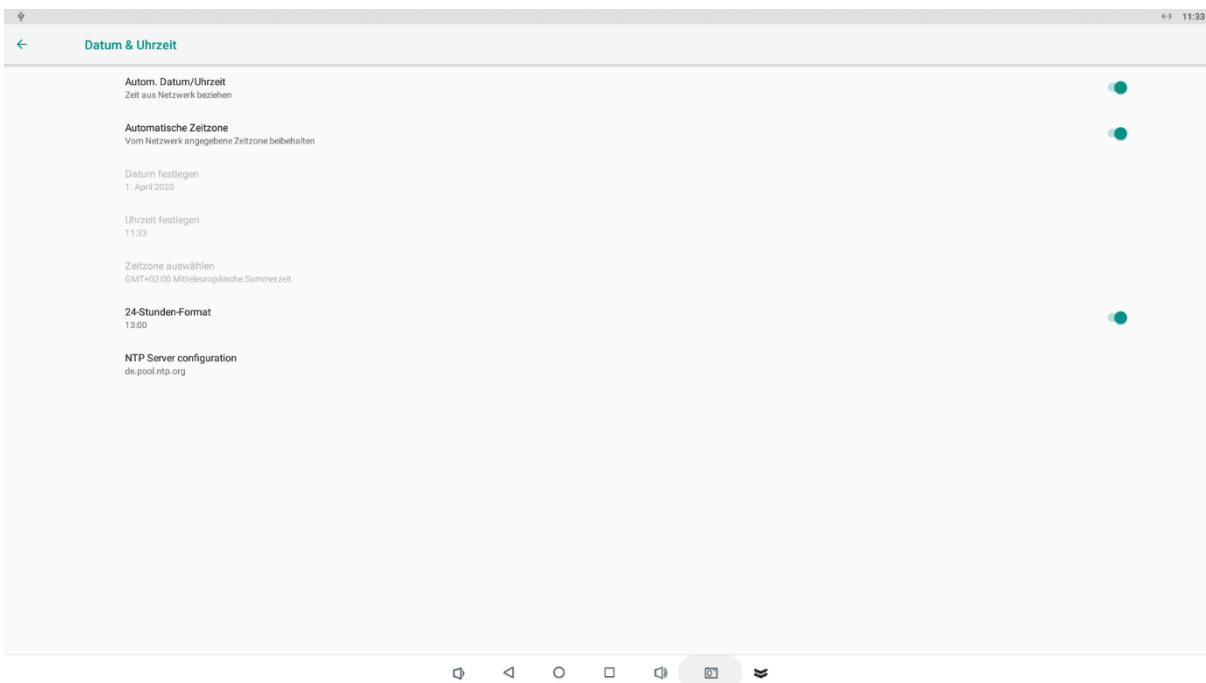 11:33
Datum & Uhrzeit
Autom. Datum/Uhrzeit
Zeit aus Netzwerk beziehen
Automatische Zeitzone
Vom Netzwerk angegebene Zeitzone beibehalten
Datum festlegen
1. April 2020
Uhrzeit festlegen
11:33
Zeitzone auswählen
GMT+02:00 Mitteleuropäische Sommerzeit
24-Stunden-Format
13:00
NTP Server configuration
de.pool.ntp.org